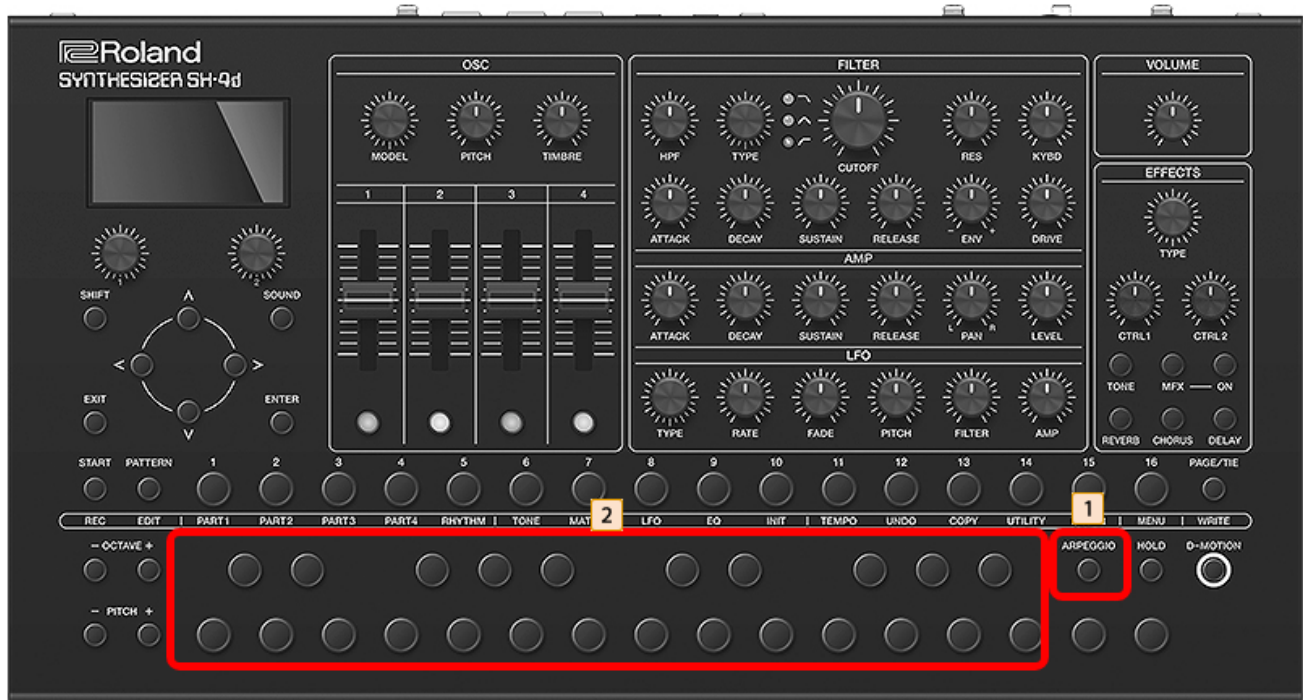 Roland
SYNTHESIZER SH-4d
OSC
MODEL PITCH TIMBRE
1 2 3 4
FILTER
HPF TYPE CUTOFF RES KYBD
ATTACK DECAY SUSTAIN RELEASE - ENV + DRIVE
AMP
ATTACK DECAY SUSTAIN RELEASE L PAN R LEVEL
LFO
TYPE RATE FADE PITCH FILTER AMP
VOLUME
EFFECTS
TYPE
CTRL1 CTRL2
TONE MFX ON
REVERB CHORUS DELAY
1 2
SHIFT SOUND
EXIT ENTER
START PATTERN 1 2 3 4 5 6 7 8 9 10 11 12 13 14 15 16 PAGE/TIE
REC EDIT PART1 PART2 PART3 PART4 RHYTHM TONE 2 LFO EQ INIT TEMPO UNDO COPY UTILITY 1 MENU WRITE
- OCTAVE + ARPEGGIO HOLD D-MOTION
- PITCH +